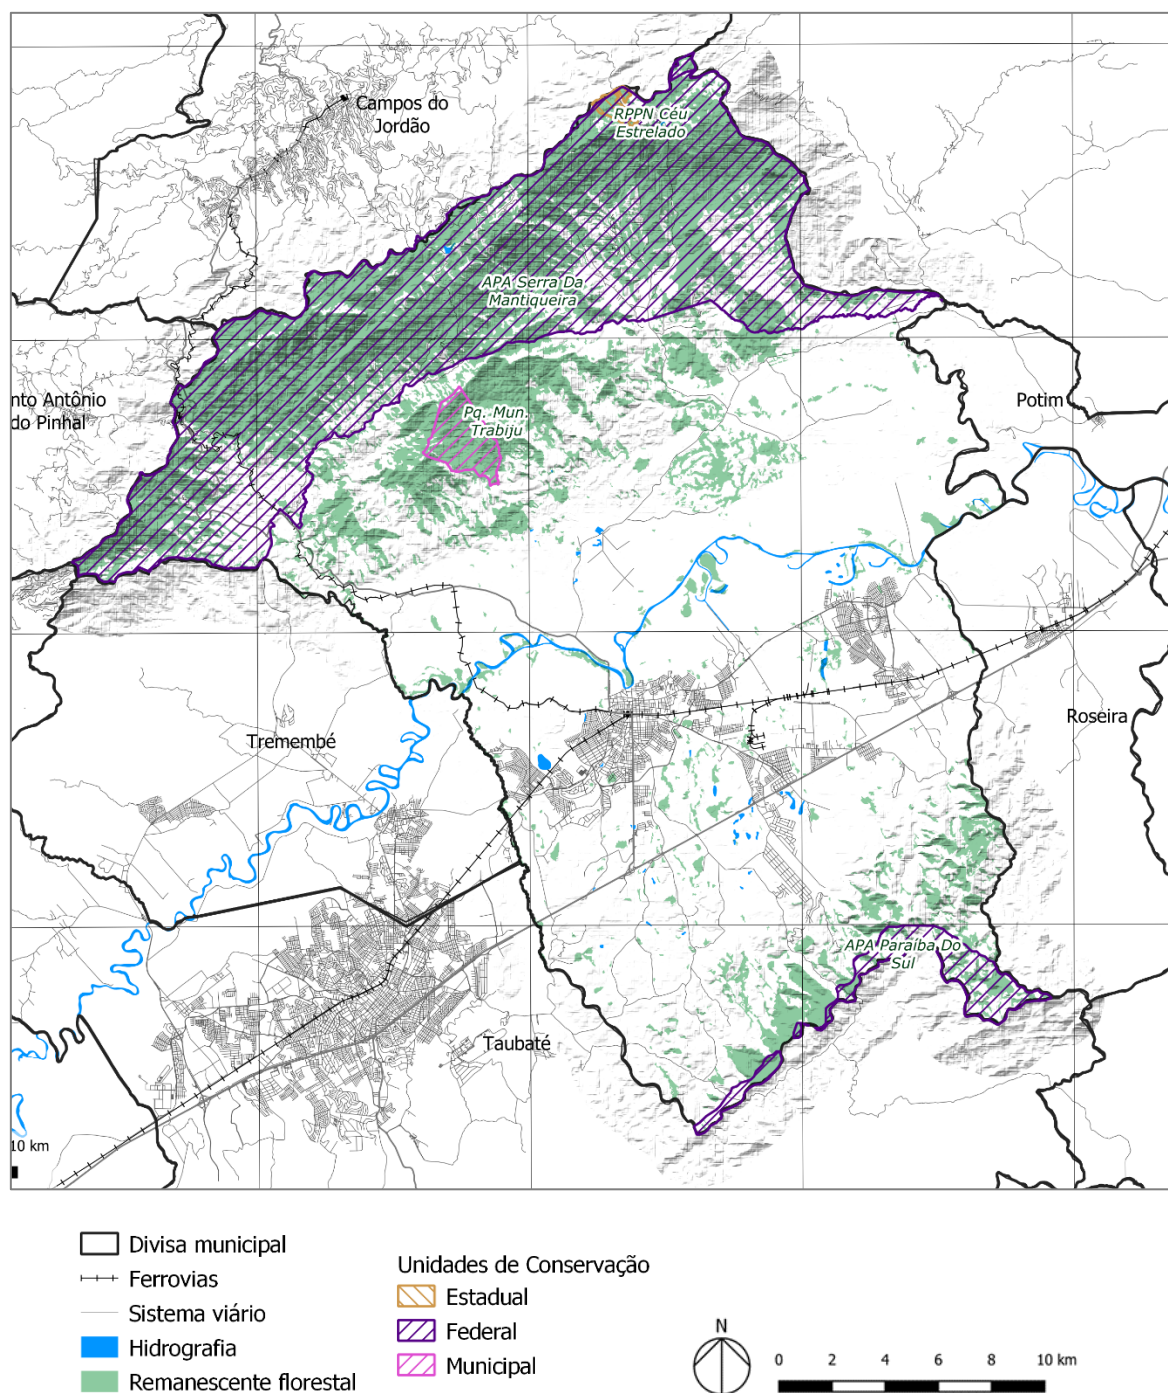 Campos do
Jordão
RPPN Céu
Estrelado
APA Serra Da
Mantiqueira
nto Antônio
do Pinhal
Pq. Mun.
Trabiju
Potim
Roseira
Tremembé
APA Paraíba Do
Sul
Taubaté
10 km
Divisa municipal
Ferrovias
Sistema viário
Hidrografia
Remanescente florestal
Unidades de Conservação
Estadual
Federal
Municipal
N
0 2 4 6 8 10 km